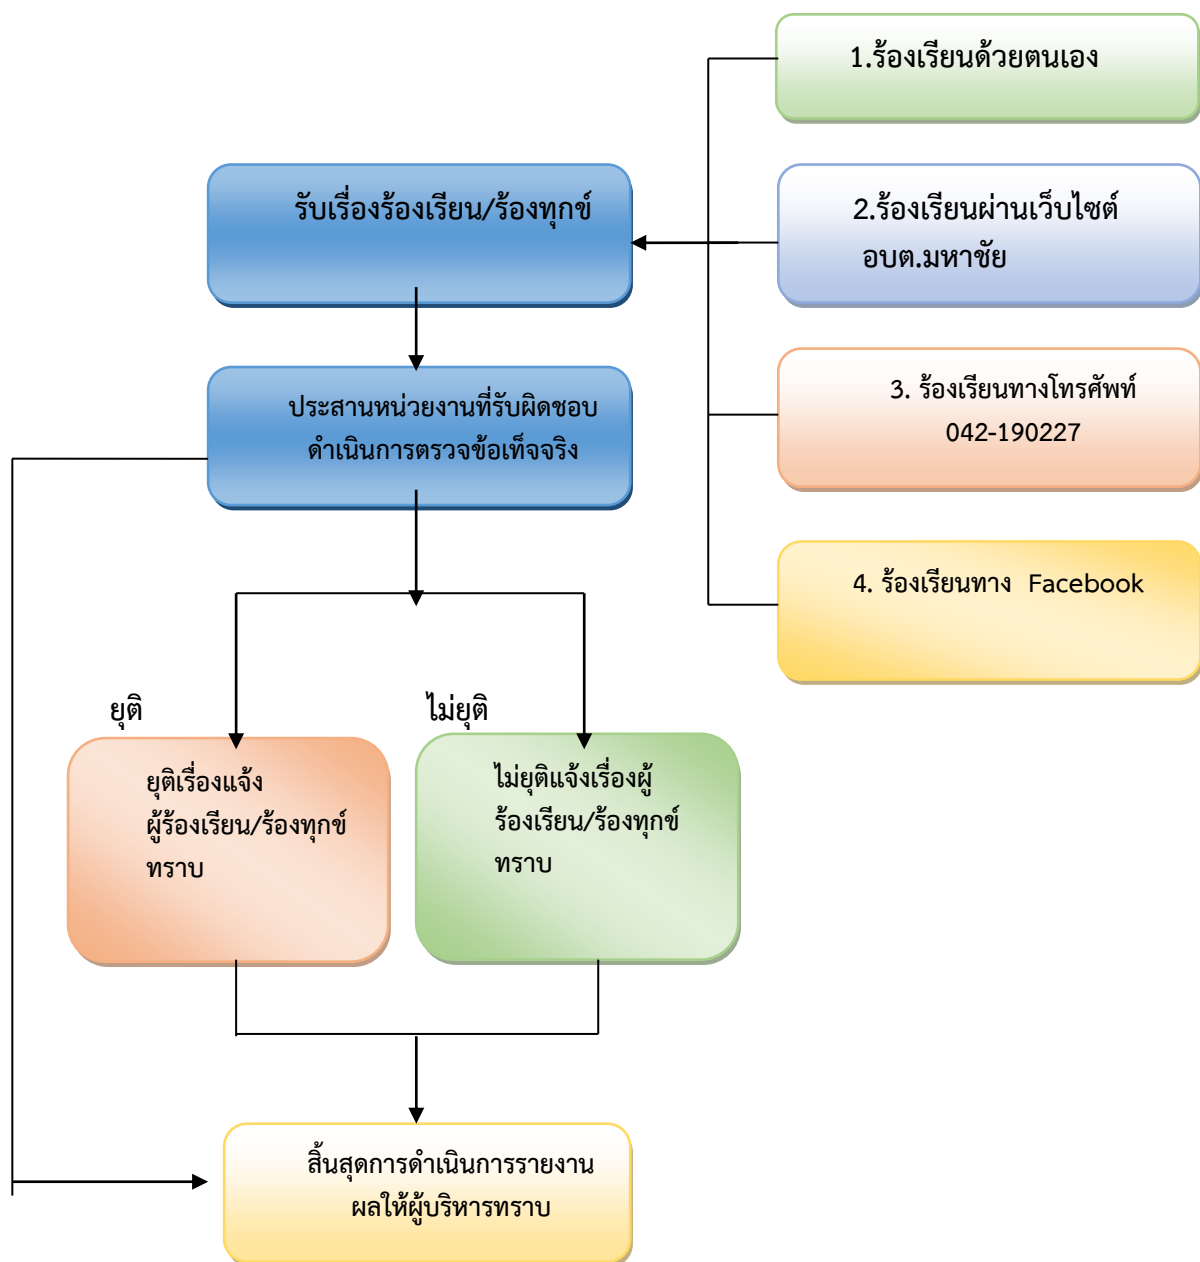 1.ร้องเรียนด้วยตนเอง
รับเรื่องร้องเรียน/ร้องทุกข์
2.ร้องเรียนผ่านเว็บไซต์
อบต.มหาชัย
ประสานหน่วยงานที่รับผิดชอบ
ดำเนินการตรวจข้อเท็จจริง
3. ร้องเรียนทางโทรศัพท์
042-190227
4. ร้องเรียนทาง Facebook
ยุติ
ไม่ยุติ
ยุติเรื่องแจ้ง
ผู้ร้องเรียน/ร้องทุกข์
ทราบ
ไม่ยุติแจ้งเรื่องผู้
ร้องเรียน/ร้องทุกข์
ทราบ
สิ้นสุดการดำเนินการรายงาน
ผลให้ผู้บริหารทราบ